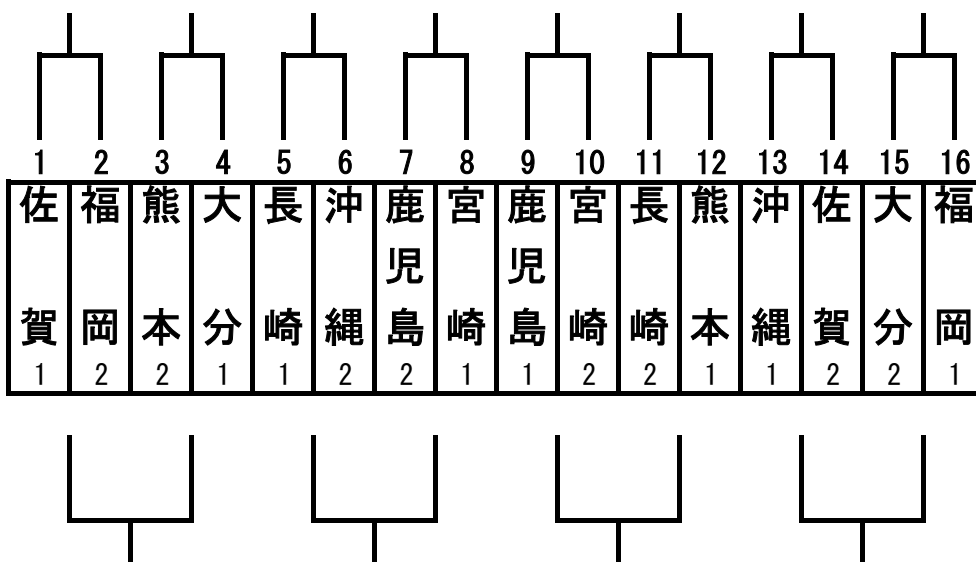 1 2 3 4 5 6 7 8 9 10 11 12 13 14 15 16
佐賀 福岡 熊本 大分 長崎 沖縄 鹿児島 宮崎 鹿児島 宮崎 長崎 熊本 沖縄 佐賀 大分 福岡
1 2 2 1 1 2 2 1 1 2 2 1 1 2 2 1